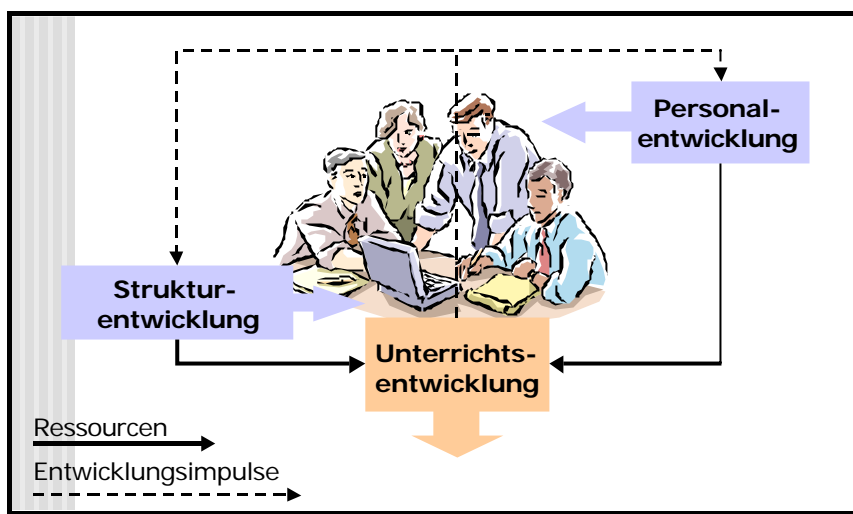 Personal-
entwicklung
Struktur-
entwicklung
Unterrichts-
entwicklung
Ressourcen
Entwicklungsimpulse